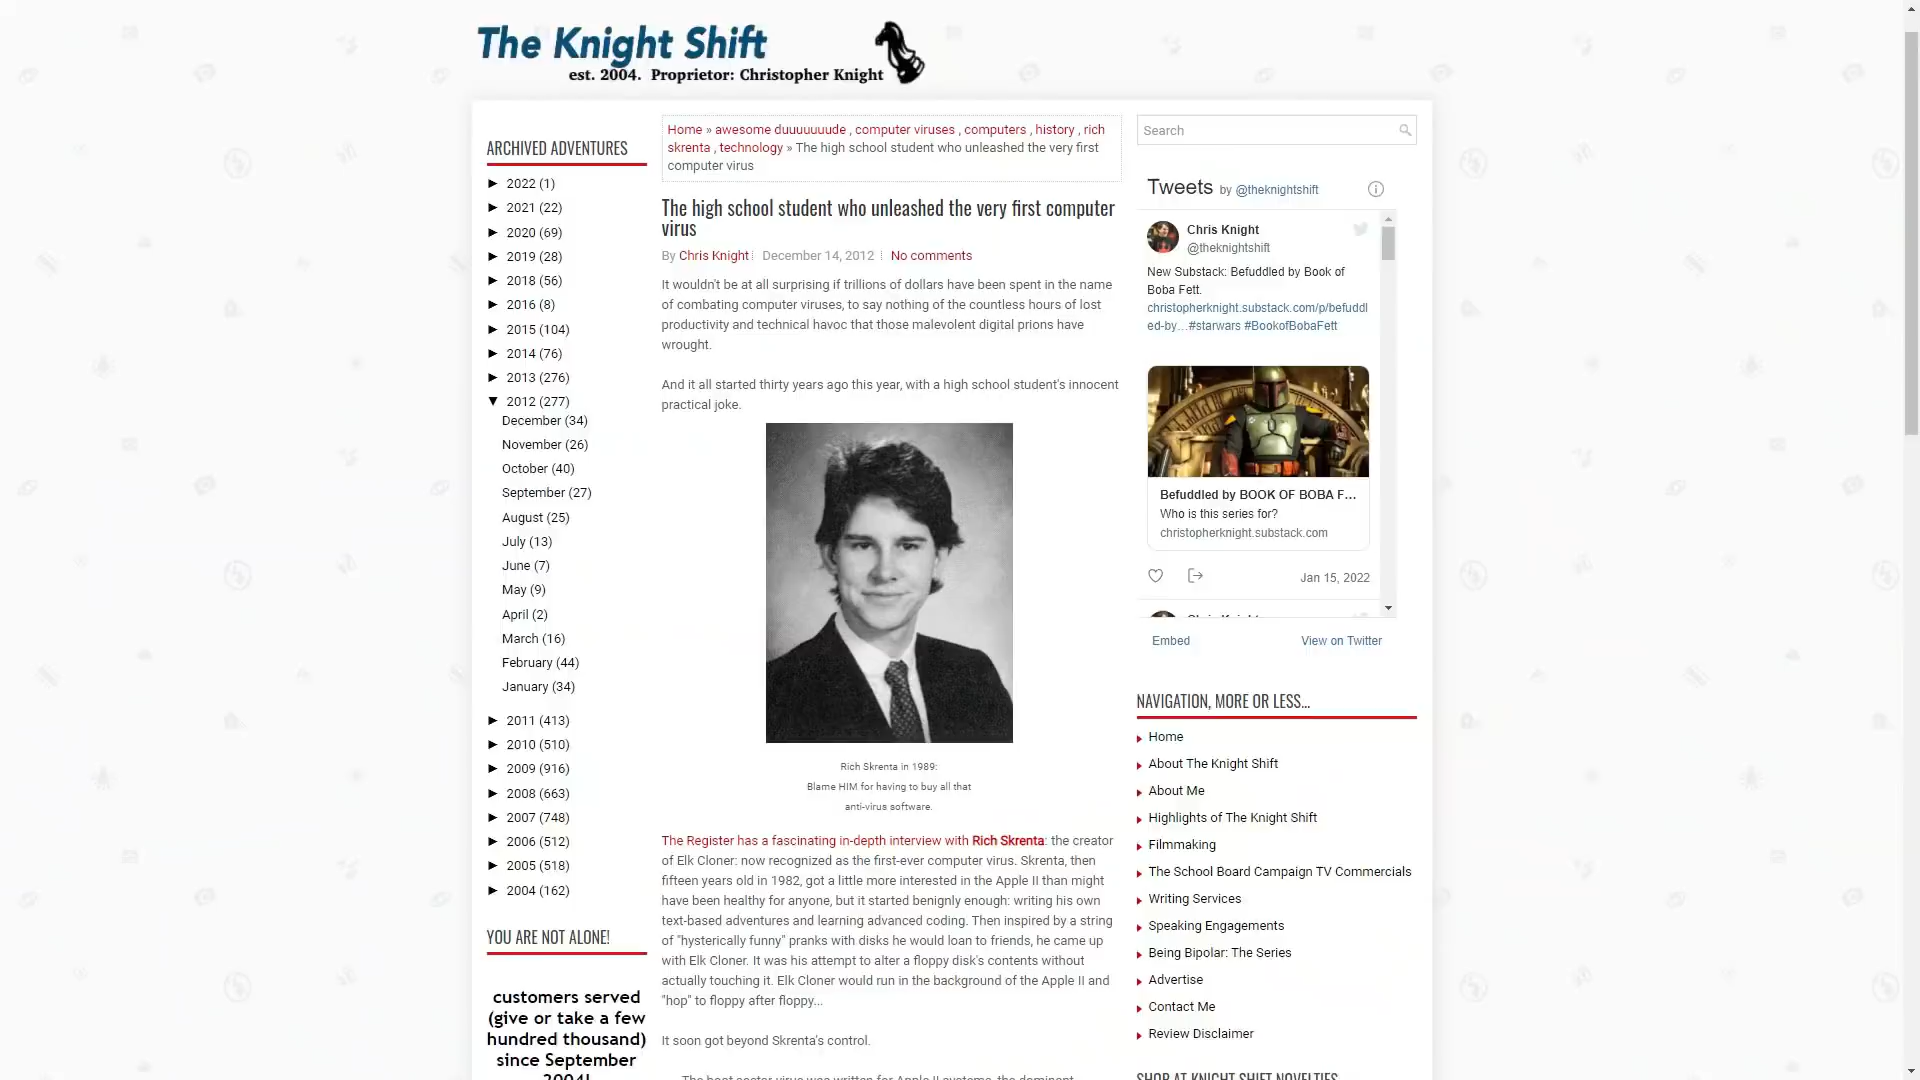 The Knight Shift
est. 2004. Proprietor: Christopher Knight
ARCHIVED ADVENTURES
► 2022 (1)
► 2021 (22)
► 2020 (69)
► 2019 (28)
► 2018 (56)
► 2016 (8)
► 2015 (104)
► 2014 (76)
► 2013 (276)
▼ 2012 (277)
December (34)
November (26)
October (40)
September (27)
August (25)
July (13)
June (7)
May (9)
April (2)
March (16)
February (44)
January (34)
► 2011 (413)
► 2010 (510)
► 2009 (916)
► 2008 (663)
► 2007 (748)
► 2006 (512)
► 2005 (518)
► 2004 (162)
YOU ARE NOT ALONE!
customers served
(give or take a few
hundred thousand)
since September
2004!
Home » awesome duuuuuuude , computer viruses , computers , history , rich
skrenta , technology » The high school student who unleashed the very first
computer virus
The high school student who unleashed the very first computer
virus
By Chris Knight December 14, 2012 No comments
It wouldn't be at all surprising if trillions of dollars have been spent in the name
of combating computer viruses, to say nothing of the countless hours of lost
productivity and technical havoc that those malevolent digital prions have
wrought.
And it all started thirty years ago this year, with a high school student's innocent
practical joke.
Rich Skrenta in 1989:
Blame HIM for having to buy all that
anti-virus software.
The Register has a fascinating in-depth interview with Rich Skrenta: the creator
of Elk Cloner: now recognized as the first-ever computer virus. Skrenta, then
fifteen years old in 1982, got a little more interested in the Apple II than might
have been healthy for anyone, but it started benignly enough: writing his own
text-based adventures and learning advanced coding. Then inspired by a string
of "hysterically funny" pranks with disks he would loan to friends, he came up
with Elk Cloner. It was his attempt to alter a floppy disk's contents without
actually touching it. Elk Cloner would run in the background of the Apple II and
"hop" to floppy after floppy...
It soon got beyond Skrenta's control.
The boot sector virus was written for Apple II systems, the dominant
Search
Tweets by @theknightshift
Chris Knight
@theknightshift
New Substack: Befuddled by Book of
Boba Fett.
christopherknight.substack.com/p/befuddl
ed-by…#starwars #BookofBobaFett
Befuddled by BOOK OF BOBA F...
Who is this series for?
christopherknight.substack.com
Jan 15, 2022
Chris Knight
Embed View on Twitter
NAVIGATION, MORE OR LESS...
Home
About The Knight Shift
About Me
Highlights of The Knight Shift
Filmmaking
The School Board Campaign TV Commercials
Writing Services
Speaking Engagements
Being Bipolar: The Series
Advertise
Contact Me
Review Disclaimer
SHOP AT KNIGHT SHIFT NOVELTIES